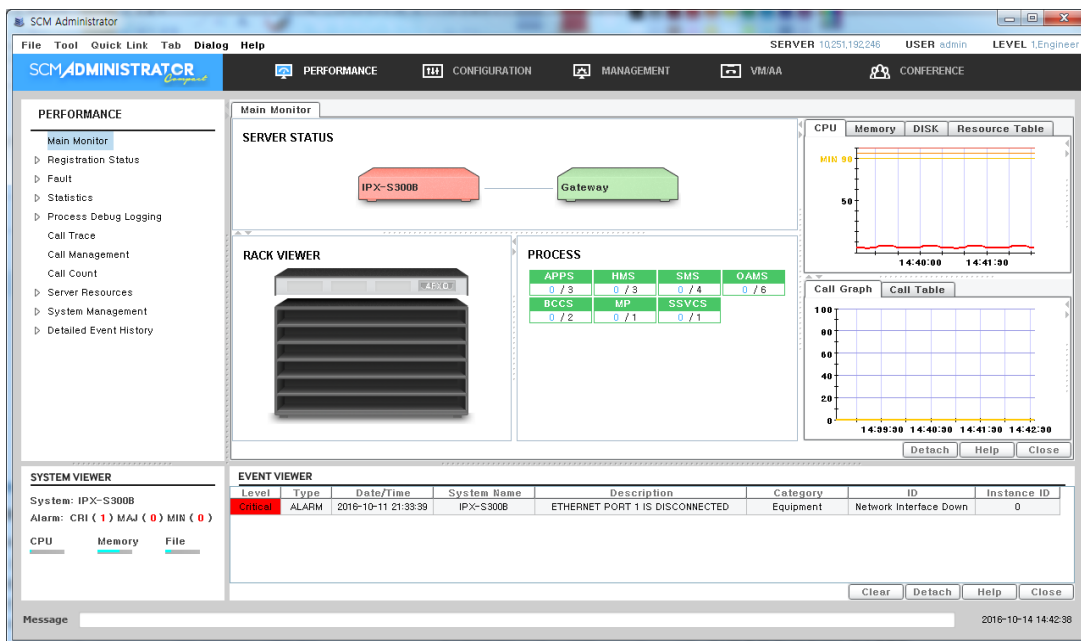 SCM Administrator
File Tool Quick Link Tab Dialog Help SERVER 10,251,192,246 USER admin LEVEL 1,Engineer
SCM ADMINISTRATOR Compact
PERFORMANCE CONFIGURATION MANAGEMENT VM/AA CONFERENCE
PERFORMANCE
Main Monitor
Registration Status
Fault
Statistics
Process Debug Logging
Call Trace
Call Management
Call Count
Server Resources
System Management
Detailed Event History
Main Monitor
SERVER STATUS
IPX-S300B Gateway
RACK VIEWER
PROCESS
APPS HMS SMS OAMS
0 / 3 0 / 3 0 / 4 0 / 6
BCCS MP SSVCS
0 / 2 0 / 1 0 / 1
CPU Memory DISK Resource Table
MIN 90
50
14:40:00 14:41:30
Call Graph Call Table
100
80
60
40
20
0
14:39:30 14:40:30 14:41:30 14:42:30
Detach Help Close
SYSTEM VIEWER
System: IPX-S300B
Alarm: CRI ( 1 ) MAJ ( 0 ) MIN ( 0 )
CPU Memory File
EVENT VIEWER
Level Type Date/Time System Name Description Category ID Instance ID
Critical ALARM 2016-10-11 21:33:39 IPX-S300B ETHERNET PORT 1 IS DISCONNECTED Equipment Network Interface Down 0
Clear Detach Help Close
Message 2016-10-14 14:42:38